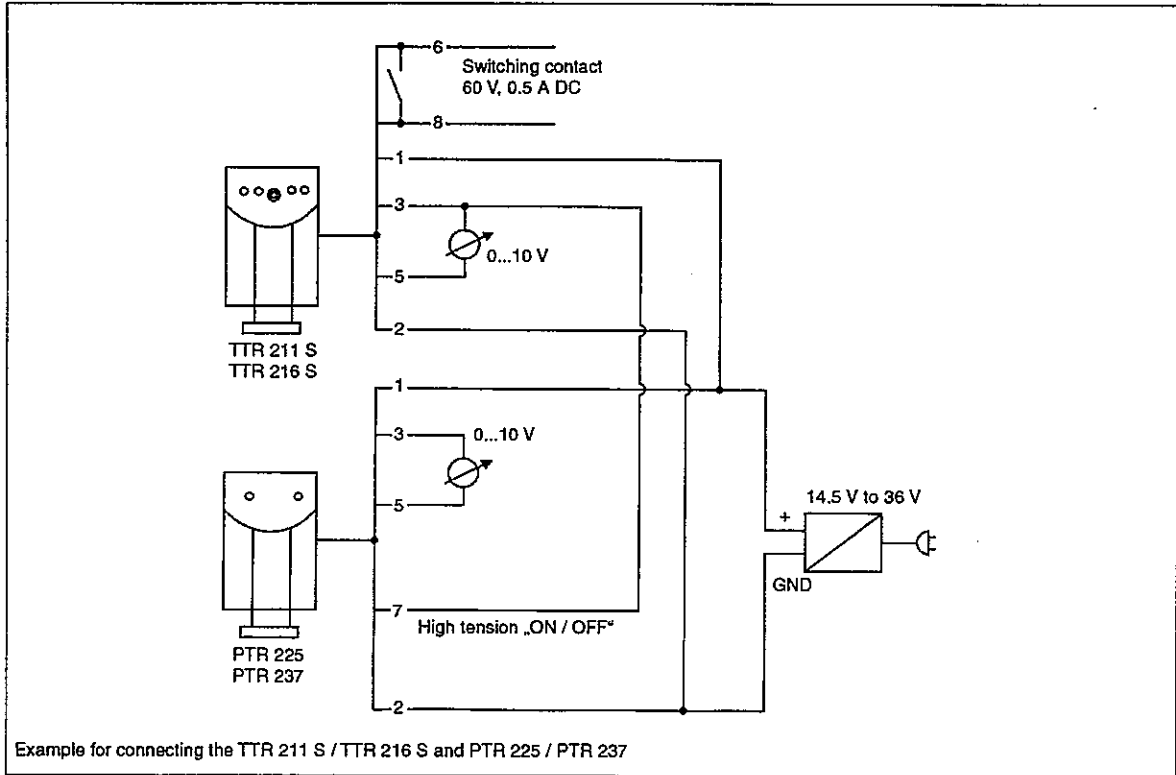 6
Switching contact
60 V, 0.5 A DC
8
1
3
0...10 V
5
2
TTR 211 S
TTR 216 S
1
3
0...10 V
5
14.5 V to 36 V
+
GND
7
High tension „ON / OFF“
PTR 225
PTR 237
2
Example for connecting the TTR 211 S / TTR 216 S and PTR 225 / PTR 237